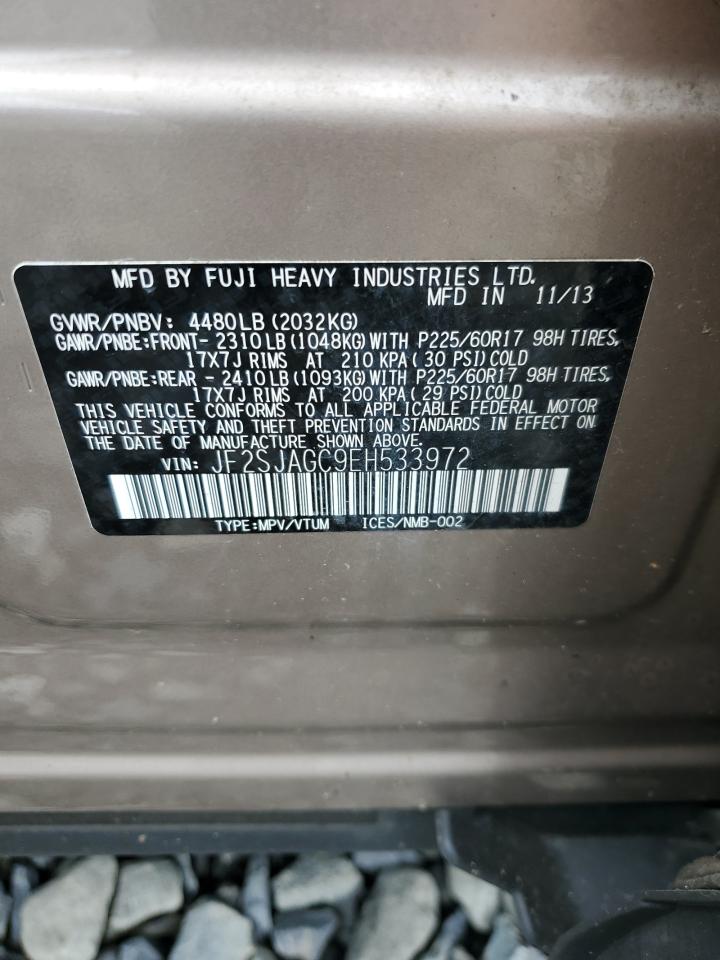 MFD BY FUJI HEAVY INDUSTRIES LTD.
MFD IN 11/13
GVWR/PNBV: 4480LB (2032KG)
GAWR/PNBE:FRONT- 2310LB (1048KG) WITH P225/60R17 98H TIRES,
17X7J RIMS AT 210 KPA (30 PSI) COLD
GAWR/PNBE:REAR - 2410LB (1093KG) WITH P225/60R17 98H TIRES,
17X7J RIMS AT 200 KPA (29 PSI) COLD
THIS VEHICLE CONFORMS TO ALL APPLICABLE FEDERAL MOTOR
VEHICLE SAFETY AND THEFT PREVENTION STANDARDS IN EFFECT ON
THE DATE OF MANUFACTURE SHOWN ABOVE.
VIN: JF2SJAGC9EH533972
TYPE:MPV/VTUM ICES/NMB-002